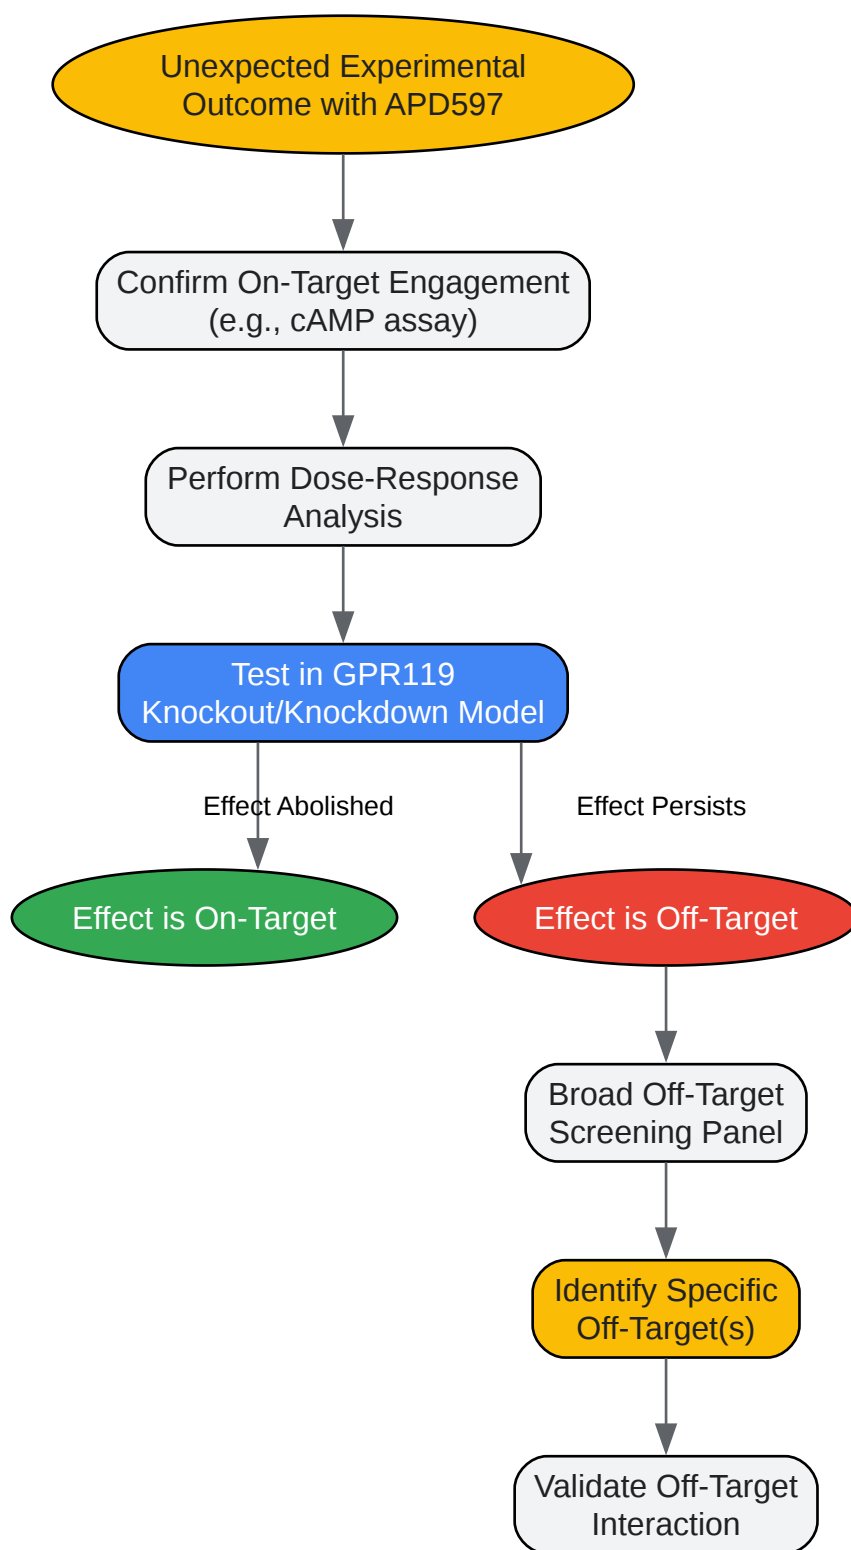 Unexpected Experimental
Outcome with APD597
Confirm On-Target Engagement
(e.g., cAMP assay)
Perform Dose-Response
Analysis
Test in GPR119
Knockout/Knockdown Model
Effect Abolished
Effect Persists
Effect is On-Target
Effect is Off-Target
Broad Off-Target
Screening Panel
Identify Specific
Off-Target(s)
Validate Off-Target
Interaction